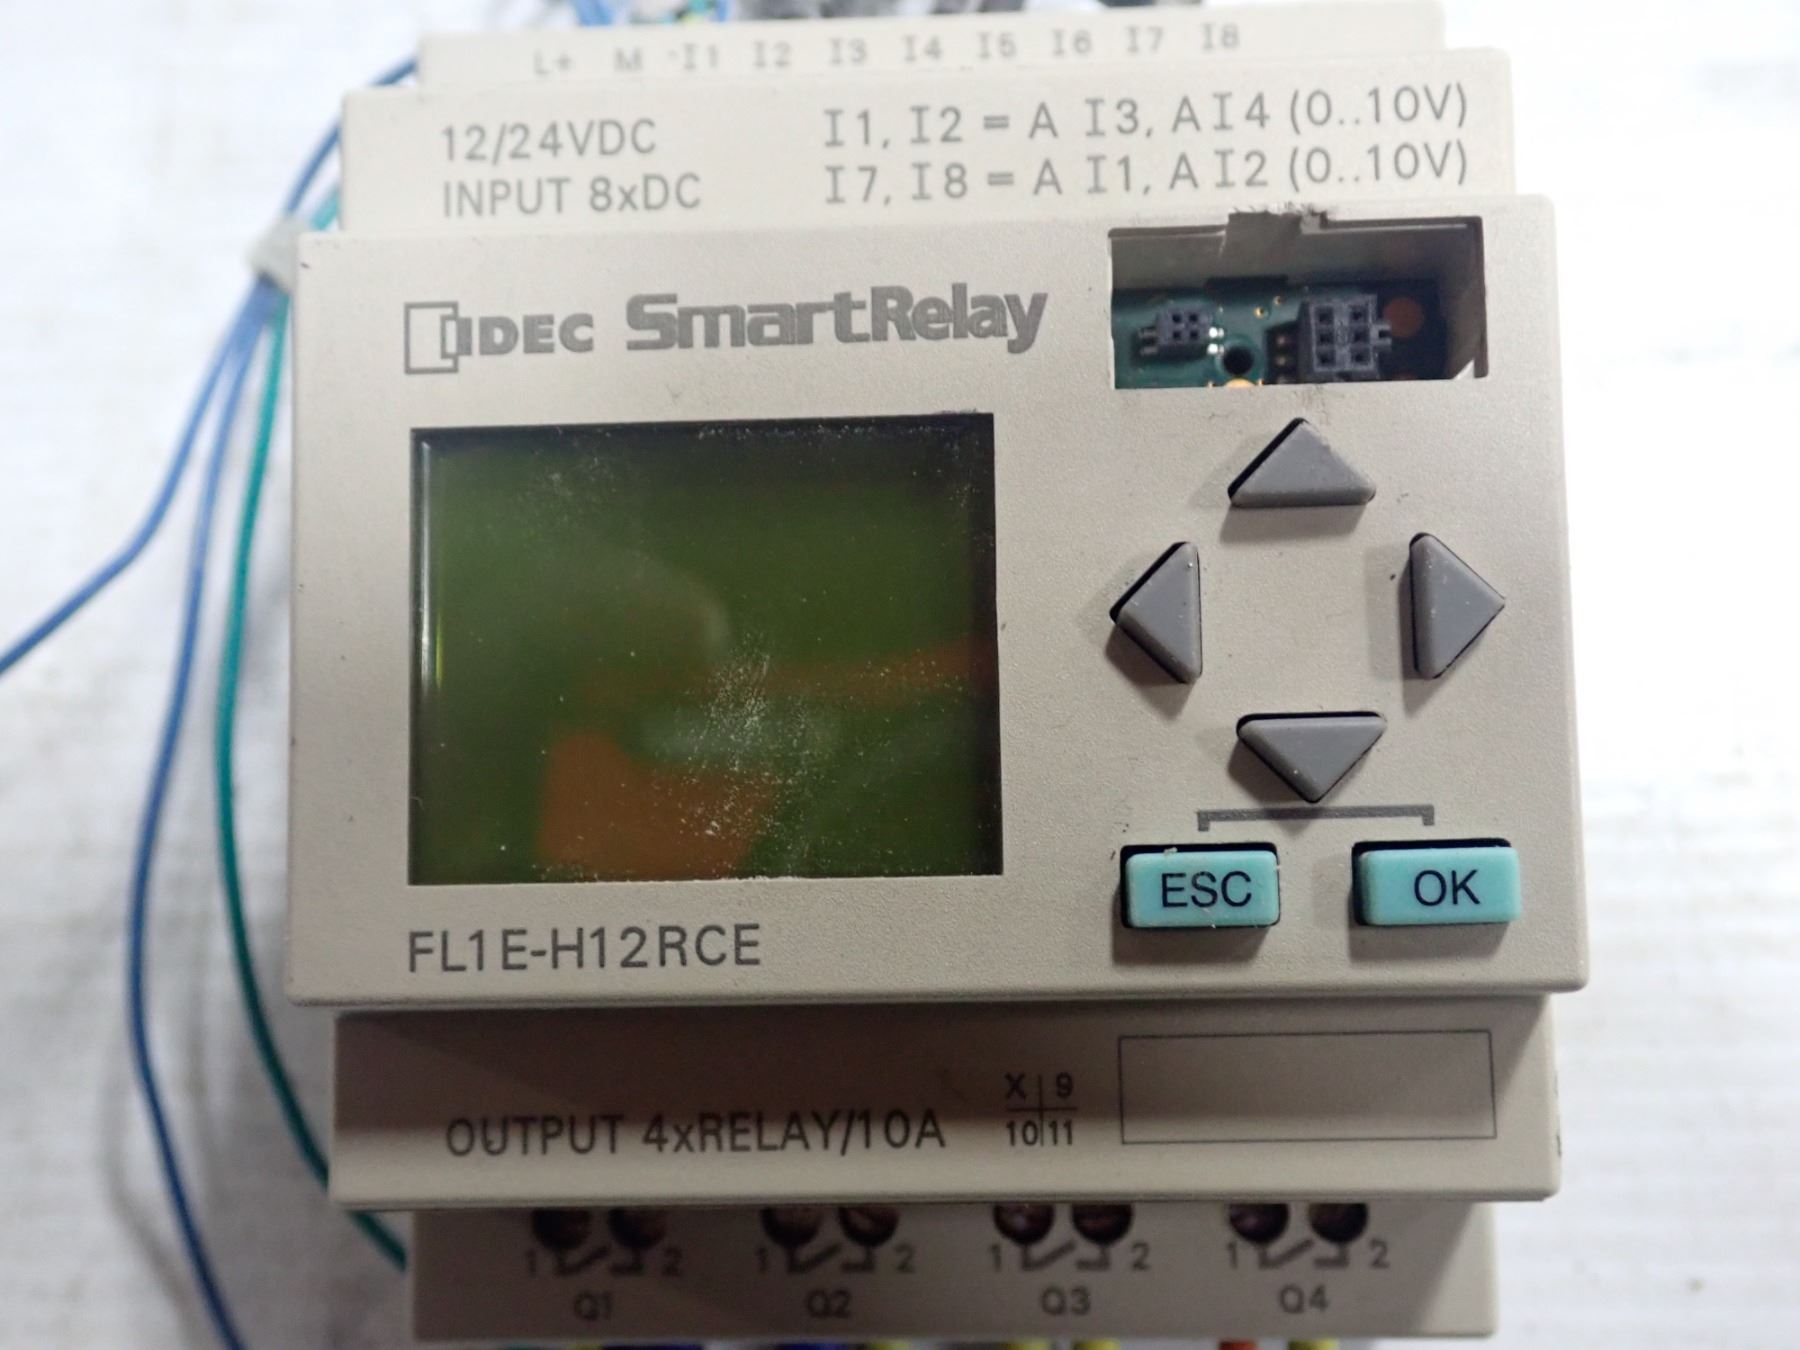 L+ M I1 I2 I3 I4 I5 I6 I7 I8
12/24VDC I1, I2 = A I3, A I4 (0..10V)
INPUT 8xDC I7, I8 = A I1, A I2 (0..10V)
IDEC SmartRelay
ESC OK
FL1E-H12RCE
X 9
OUTPUT 4xRELAY/10A 10 11
1 2 1 2 1 2 1 2
Q1 Q2 Q3 Q4